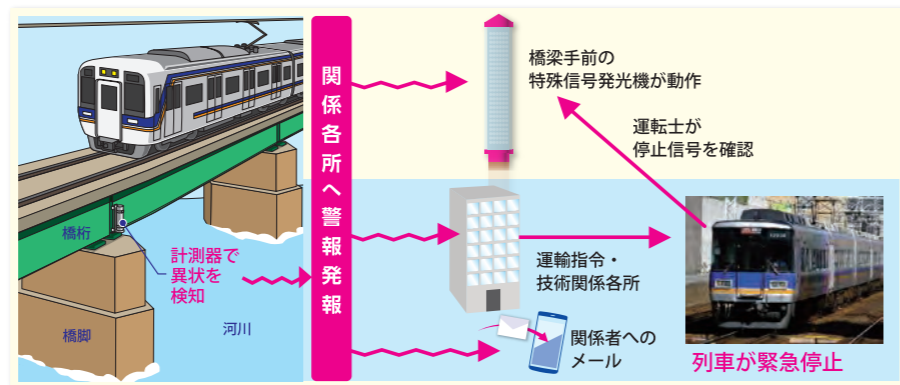 橋桁
計測器で
異状を
検知
橋脚
河川
関係各所へ警報発報
橋梁手前の
特殊信号発光機が動作
運転士が
停止信号を確認
運輸指令・
技術関係各所
関係者への
メール
列車が緊急停止